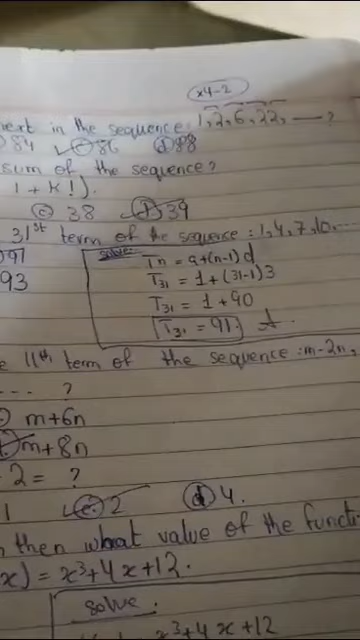 x4-2
next in the sequence: 1,2,6,22, — ?
84 c 86 d 88
sum of the sequence?
1 + K!).
c 38 d 39
31st term of the sequence: 1,4,7,10....
91
93
solve:
Tn = a+(n-1)d
T31 = 1+(31-1)3
T31 = 1+90
T31 = 91.
11th term of the sequence: m-2n,
... ?
m+6n
m+8n
2 = ?
1 c. 2 d 4.
then what value of the functi
x) = x³+4x+12.
solve.
x³+4x+12